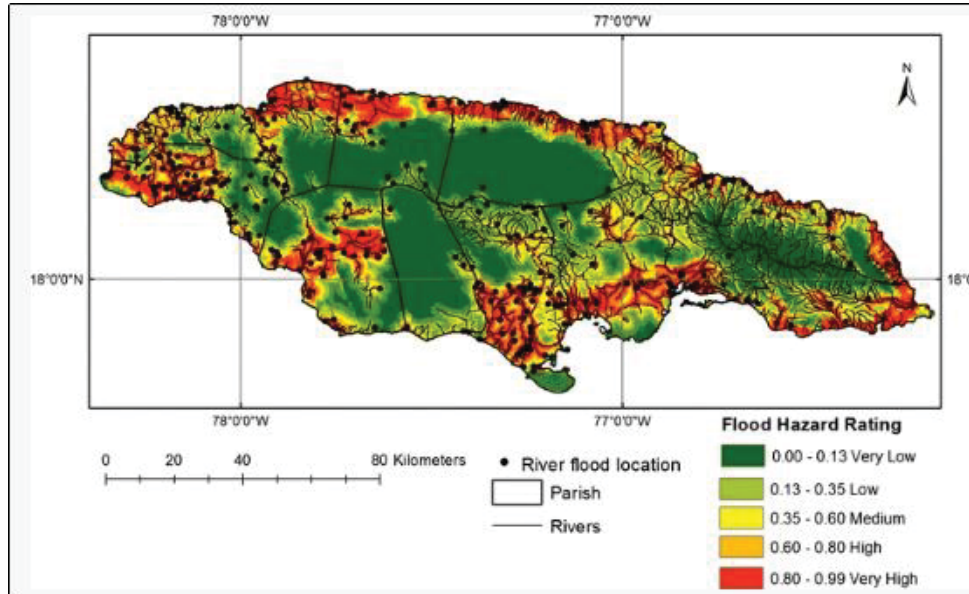 78°0'0"W 77°0'0"W
N
18°0'0"N 18°0
78°0'0"W 77°0'0"W
Flood Hazard Rating
0 20 40 80 Kilometers
River flood location
Parish
Rivers
0.00 - 0.13 Very Low
0.13 - 0.35 Low
0.35 - 0.60 Medium
0.60 - 0.80 High
0.80 - 0.99 Very High